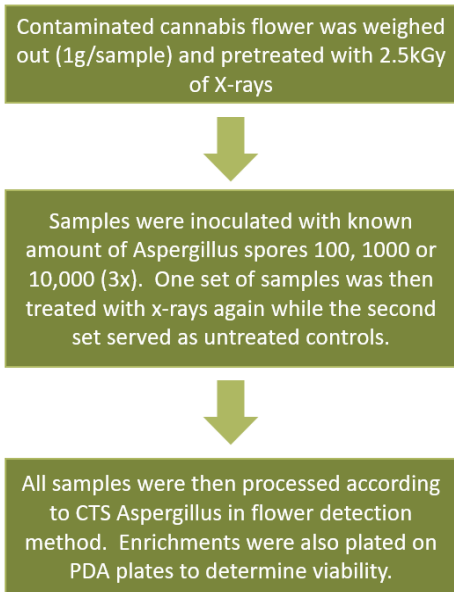 Contaminated cannabis flower was weighed
out (1g/sample) and pretreated with 2.5kGy
of X-rays
Samples were inoculated with known
amount of Aspergillus spores 100, 1000 or
10,000 (3x).  One set of samples was then
treated with x-rays again while the second
set served as untreated controls.
All samples were then processed according
to CTS Aspergillus in flower detection
method.  Enrichments were also plated on
PDA plates to determine viability.